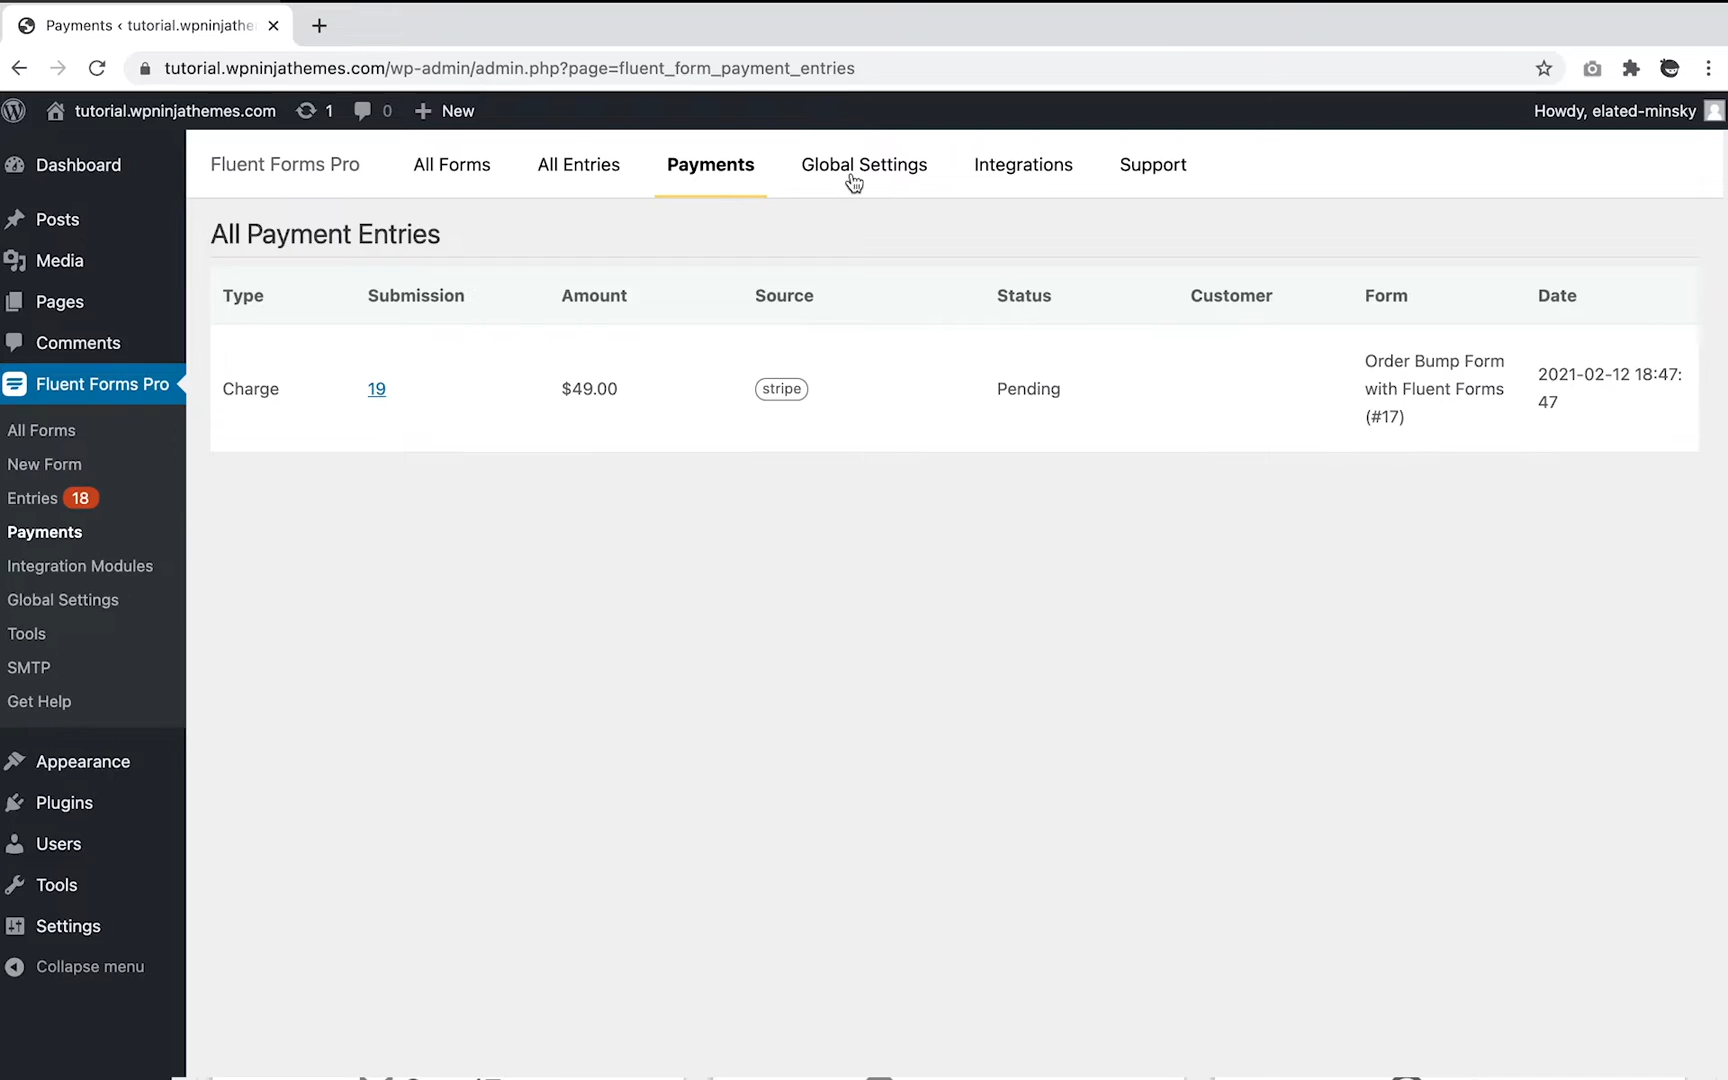 Payments ‹ tutorial.wpninjathe
tutorial.wpninjathemes.com/wp-admin/admin.php?page=fluent_form_payment_entries
tutorial.wpninjathemes.com 1 0 + New Howdy, elated-minsky
Dashboard
Posts
Media
Pages
Comments
Fluent Forms Pro
All Forms
New Form
Entries 18
Payments
Integration Modules
Global Settings
Tools
SMTP
Get Help
Appearance
Plugins
Users
Tools
Settings
Collapse menu
Fluent Forms Pro All Forms All Entries Payments Global Settings Integrations Support
All Payment Entries
Type Submission Amount Source Status Customer Form Date
Charge 19 $49.00 stripe Pending
Order Bump Form
with Fluent Forms
(#17)
2021-02-12 18:47:
47